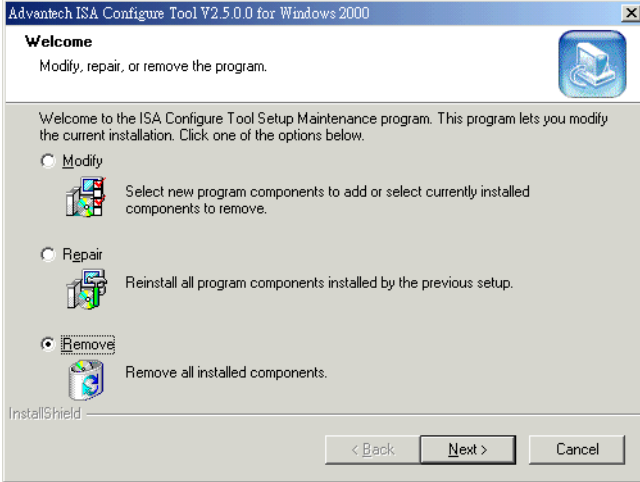 Advantech ISA Configure Tool V2.5.0.0 for Windows 2000
Welcome
Modify, repair, or remove the program.
Welcome to the ISA Configure Tool Setup Maintenance program. This program lets you modify
the current installation. Click one of the options below.
Modify
Select new program components to add or select currently installed
components to remove.
Repair
Reinstall all program components installed by the previous setup.
Remove
Remove all installed components.
InstallShield
< Back
Next >
Cancel